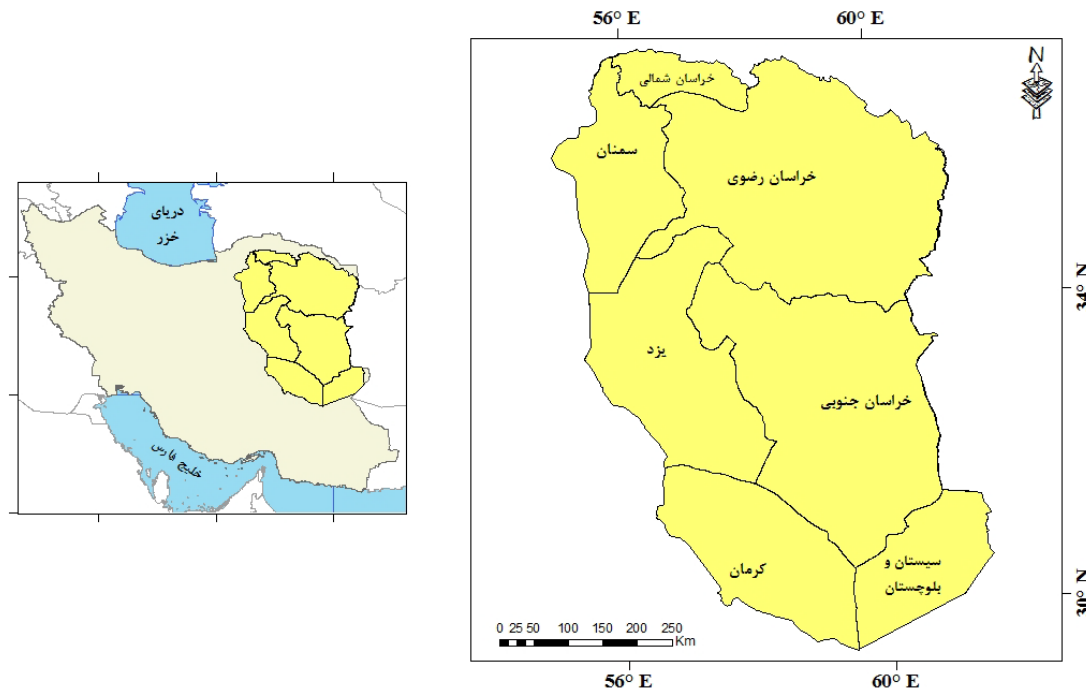 دریای
خزر
خلیج فارس
56° E
60° E
N
خراسان شمالی
سمنان
خراسان رضوی
34° N
یزد
خراسان جنوبی
سیستان و
بلوچستان
کرمان
30° N
0 25 50 100 150 200 250
Km
56° E
60° E